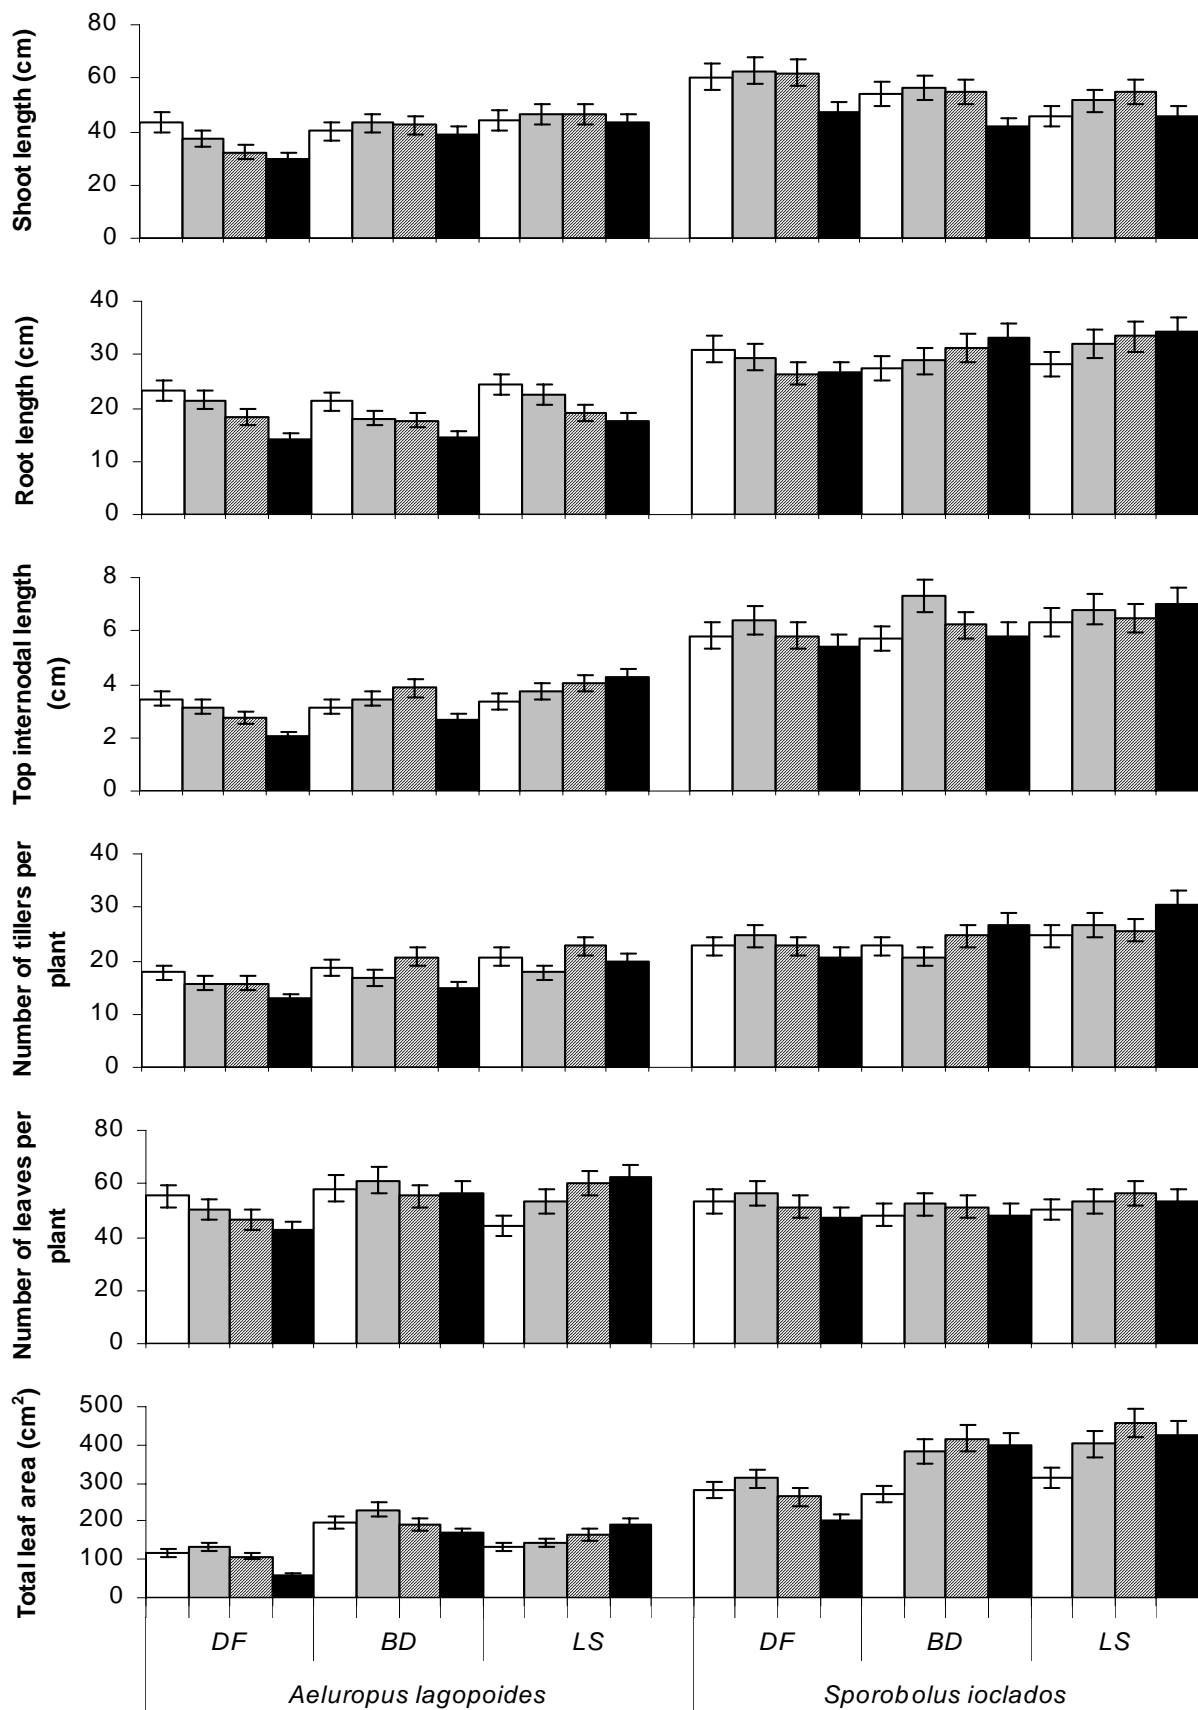 Shoot length (cm)
80
60
40
20
0
Root length (cm)
40
30
20
10
0
Top internodal length
(cm)
8
6
4
2
0
Number of tillers per
plant
40
30
20
10
0
Number of leaves per
plant
80
60
40
20
0
Total leaf area (cm²)
500
400
300
200
100
0
DF BD LS DF BD LS
Aeluropus lagopoides Sporobolus ioclados